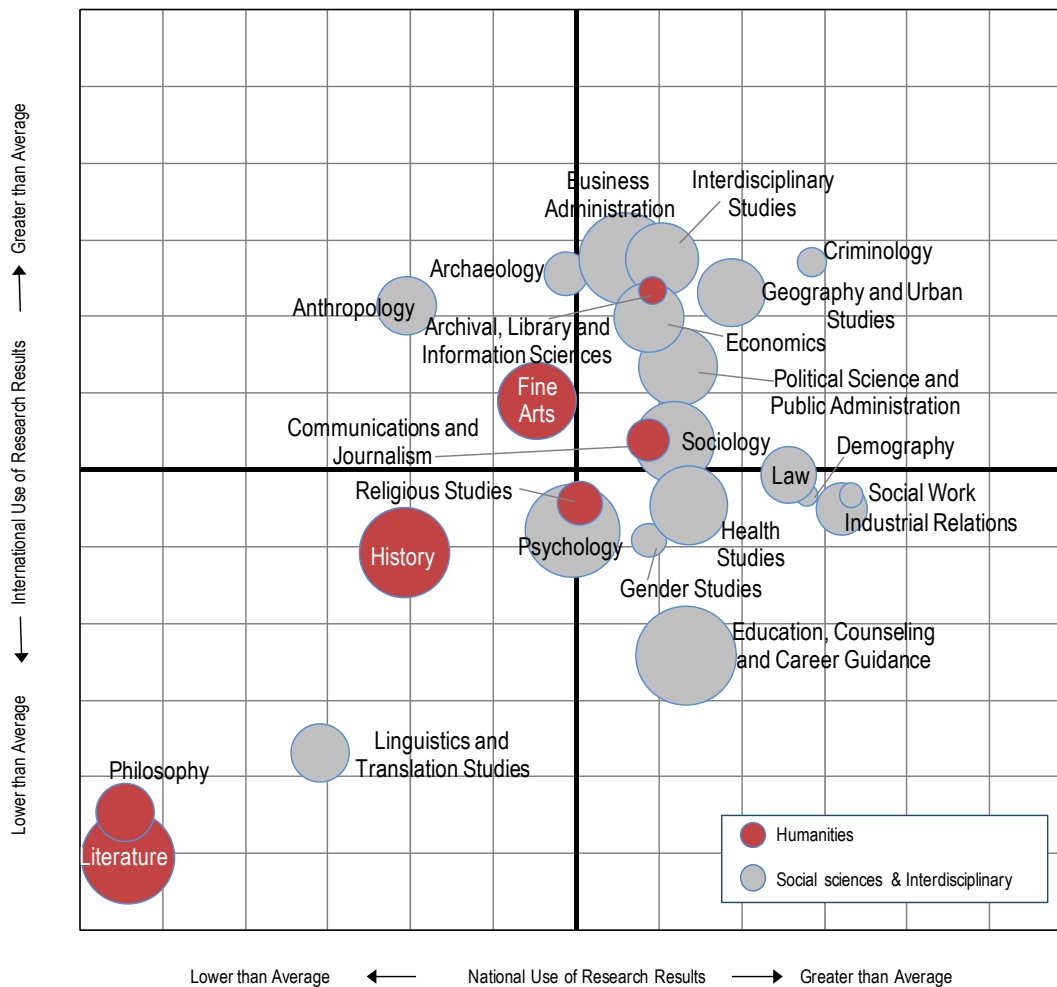 Greater than Average
International Use of Research Results
Lower than Average
Business
Administration
Interdisciplinary
Studies
Criminology
Archaeology
Anthropology
Geography and Urban
Studies
Archival, Library and
Information Sciences
Economics
Political Science and
Public Administration
Fine
Arts
Communications and
Journalism
Sociology
Demography
Law
Religious Studies
Social Work
Industrial Relations
Psychology
Health
Studies
History
Gender Studies
Education, Counseling
and Career Guidance
Linguistics and
Translation Studies
Philosophy
Literature
Humanities
Social sciences & Interdisciplinary
Lower than Average
National Use of Research Results
Greater than Average